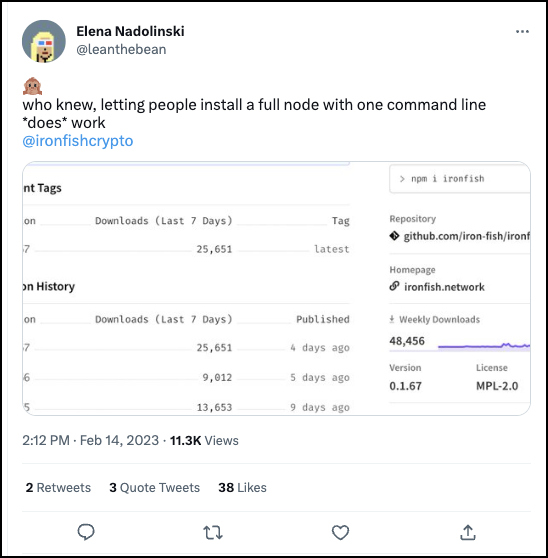 Elena Nadolinski
@leanthebean
who knew, letting people install a full node with one command line
*does* work
@ironfishcrypto
nt Tags
on Downloads (Last 7 Days) Tag
7 25,651 latest
on History
on Downloads (Last 7 Days) Published
7 25,651 4 days ago
6 9,012 5 days ago
5 13,653 9 days ago
> npm i ironfish
Repository
github.com/iron-fish/ironf
Homepage
ironfish.network
Weekly Downloads
48,456
Version License
0.1.67 MPL-2.0
2:12 PM · Feb 14, 2023 · 11.3K Views
2 Retweets 3 Quote Tweets 38 Likes